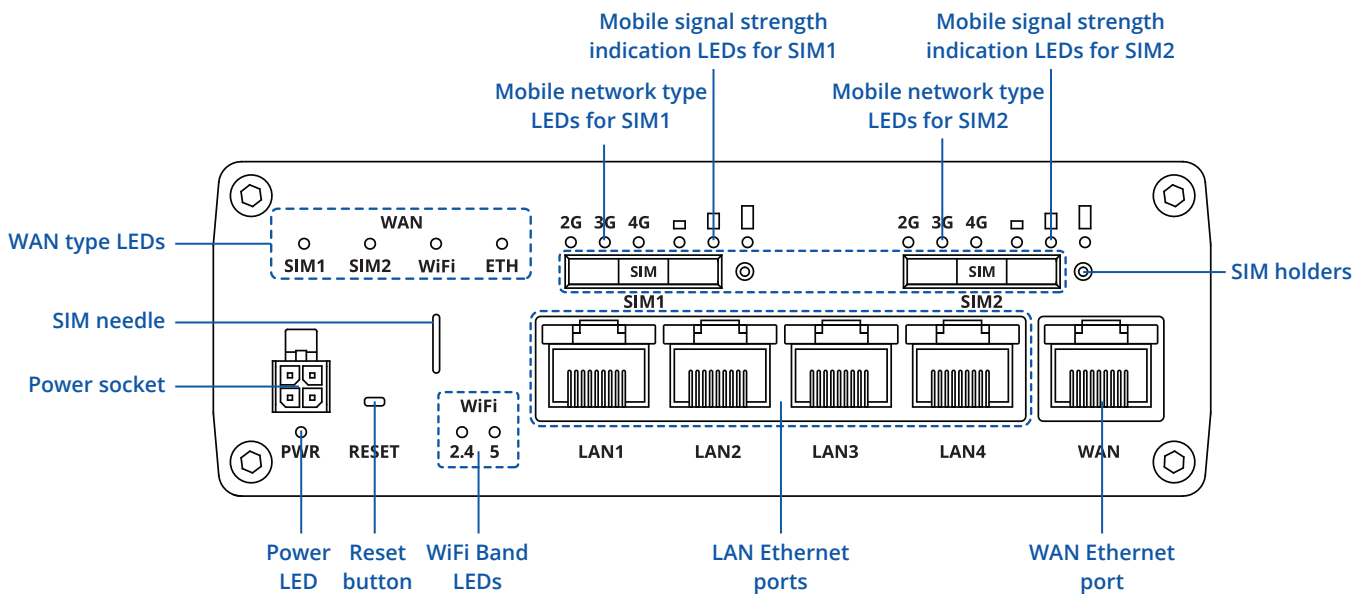 Mobile signal strength
indication LEDs for SIM1
Mobile signal strength
indication LEDs for SIM2
Mobile network type
LEDs for SIM1
Mobile network type
LEDs for SIM2
WAN type LEDs
WAN
SIM1 SIM2 WiFi ETH
2G 3G 4G
SIM
SIM1
2G 3G 4G
SIM
SIM2
SIM holders
SIM needle
Power socket
PWR
RESET
WiFi
2.4 5
LAN1 LAN2 LAN3 LAN4 WAN
Power
LED
Reset
button
WiFi Band
LEDs
LAN Ethernet
ports
WAN Ethernet
port